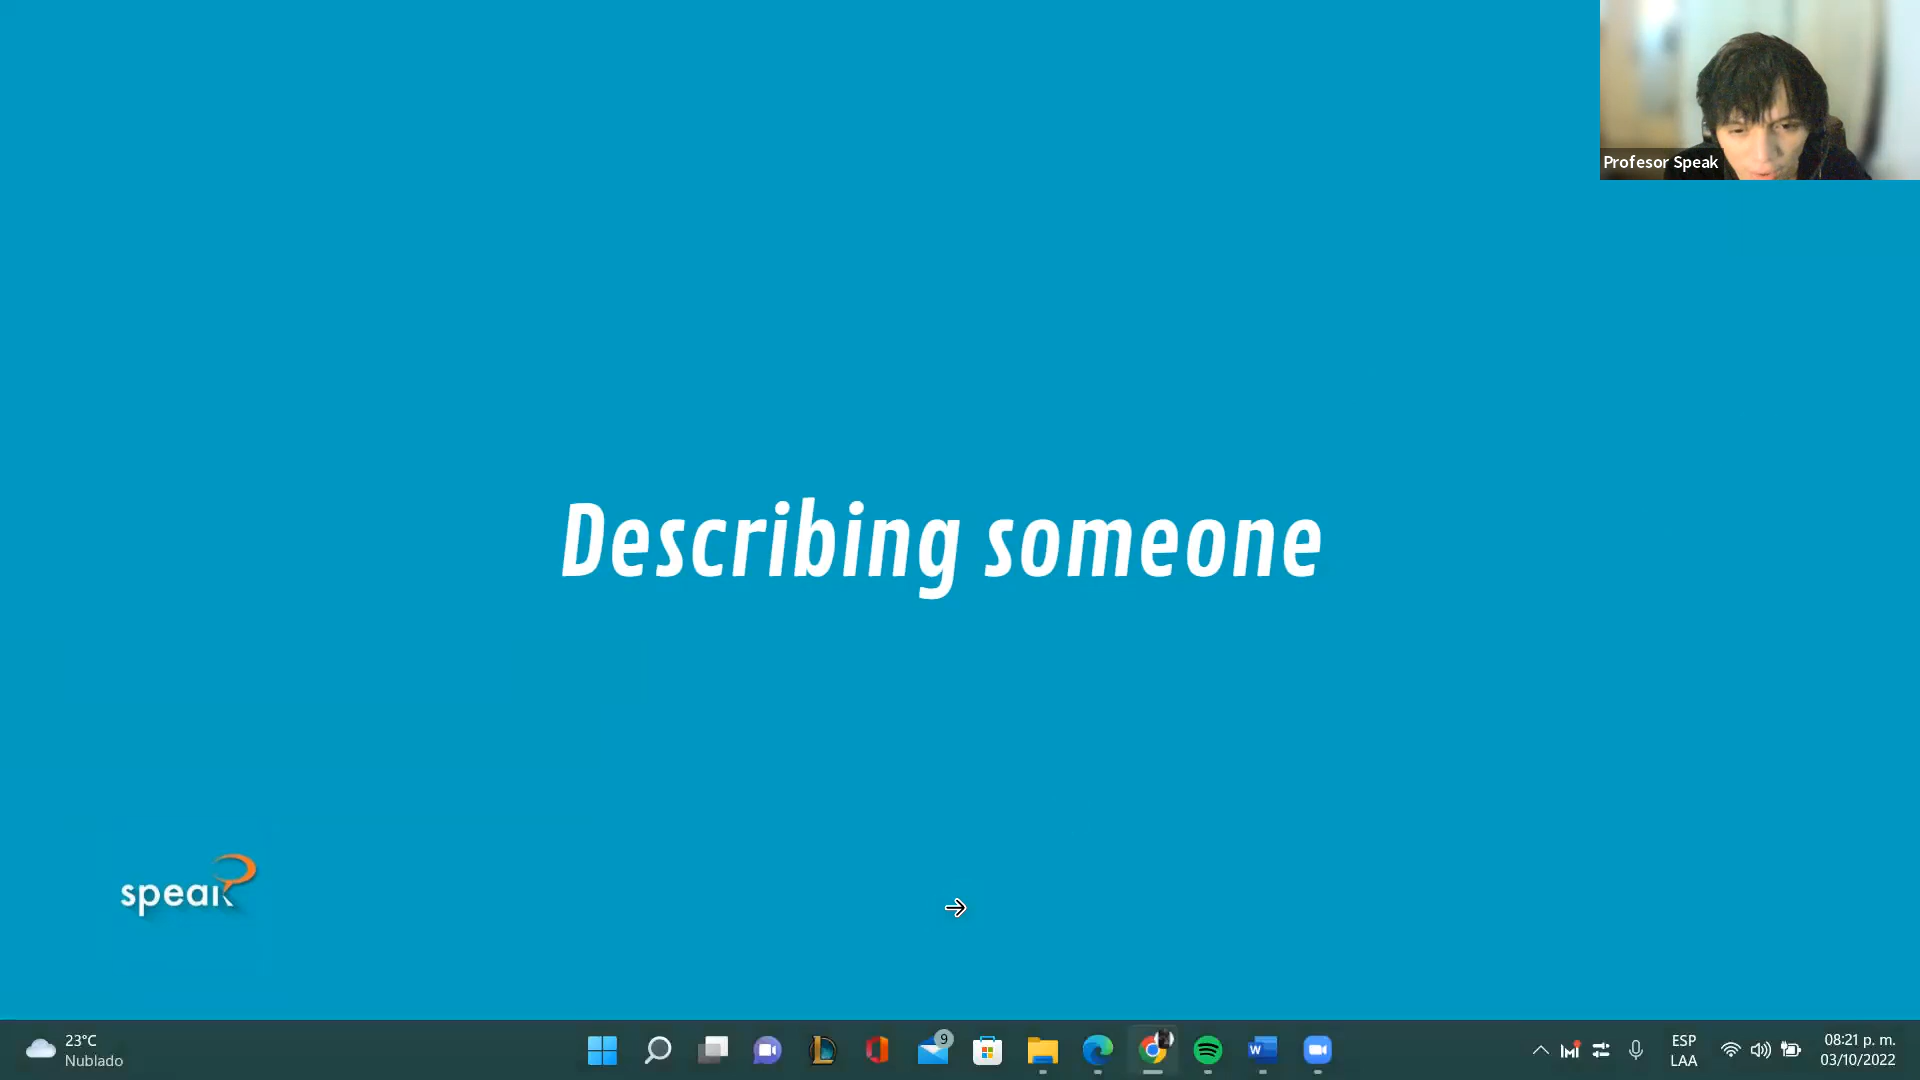 Profesor Speak
Describing someone
speak
23°C
Nublado
9
ESP
LAA
08:21 p. m.
03/10/2022